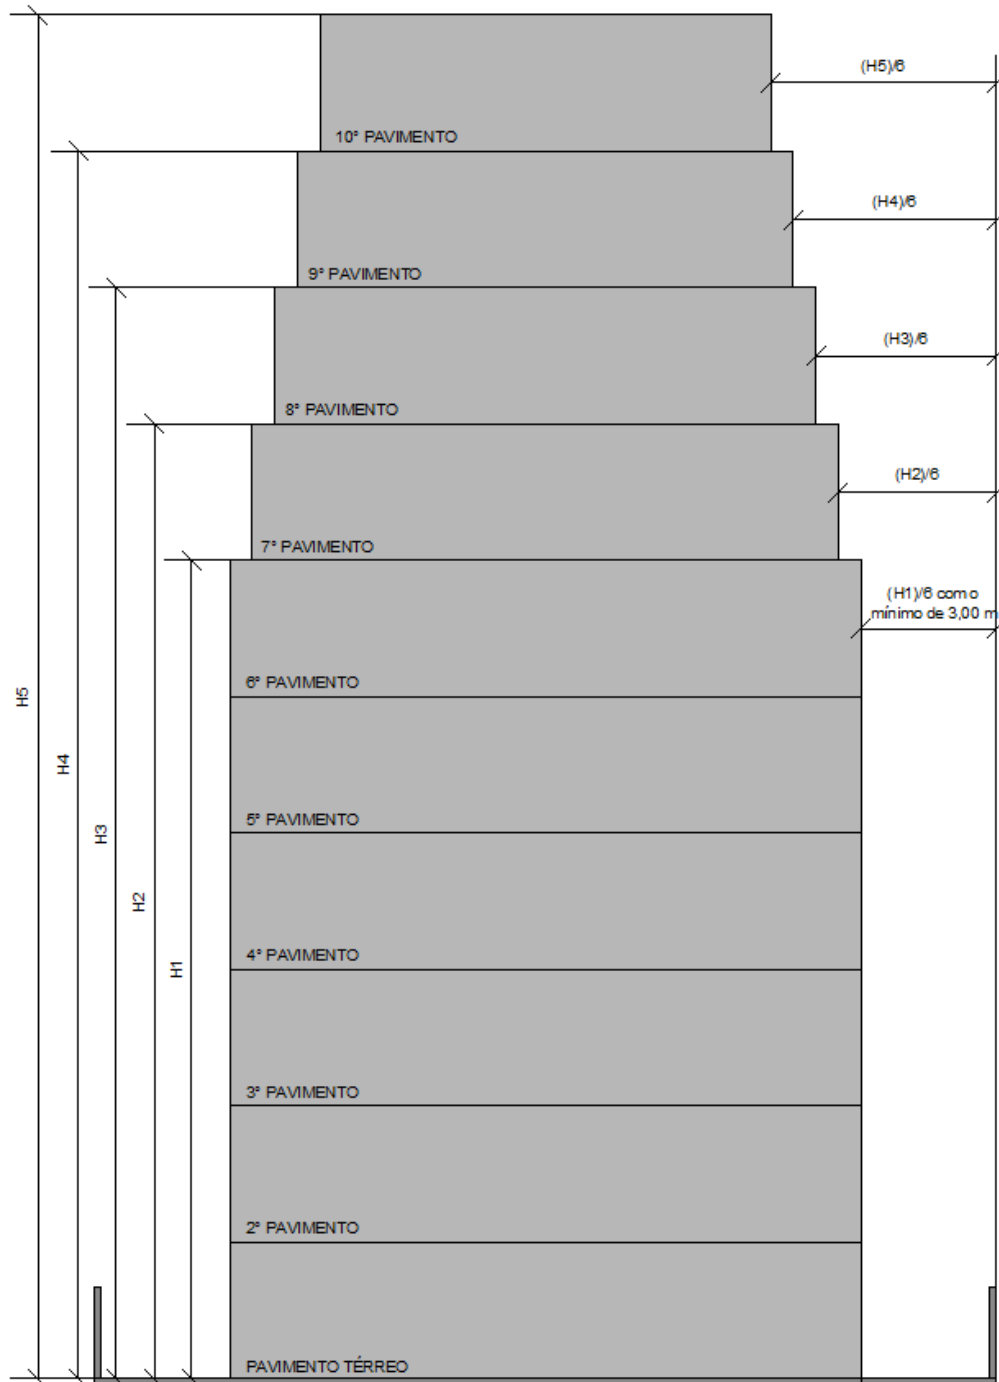 (H5)/6
10° PAVIMENTO
(H4)/6
9° PAVIMENTO
(H3)/6
8° PAVIMENTO
(H2)/6
7° PAVIMENTO
(H1)/6 com o
mínimo de 3,00 m
6° PAVIMENTO
H5
H4
5° PAVIMENTO
H3
H2
4° PAVIMENTO
H1
3° PAVIMENTO
2° PAVIMENTO
PAVIMENTO TÉRREO